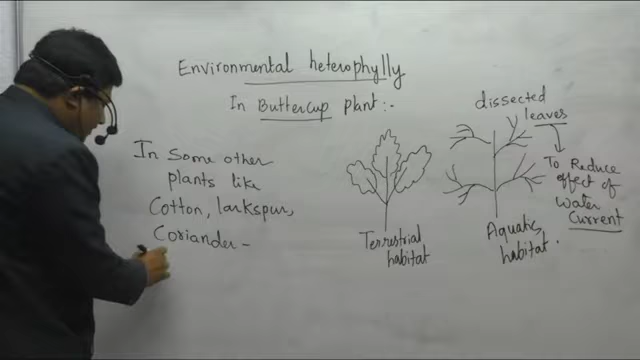 Environmental heterophylly
In Buttercup plant:-
In Some other
plants like
Cotton, larkspur,
Coriander -
Terrestrial
habitat
dissected
leaves
To Reduce
effect of
Water
Current
Aquatic
habitat.